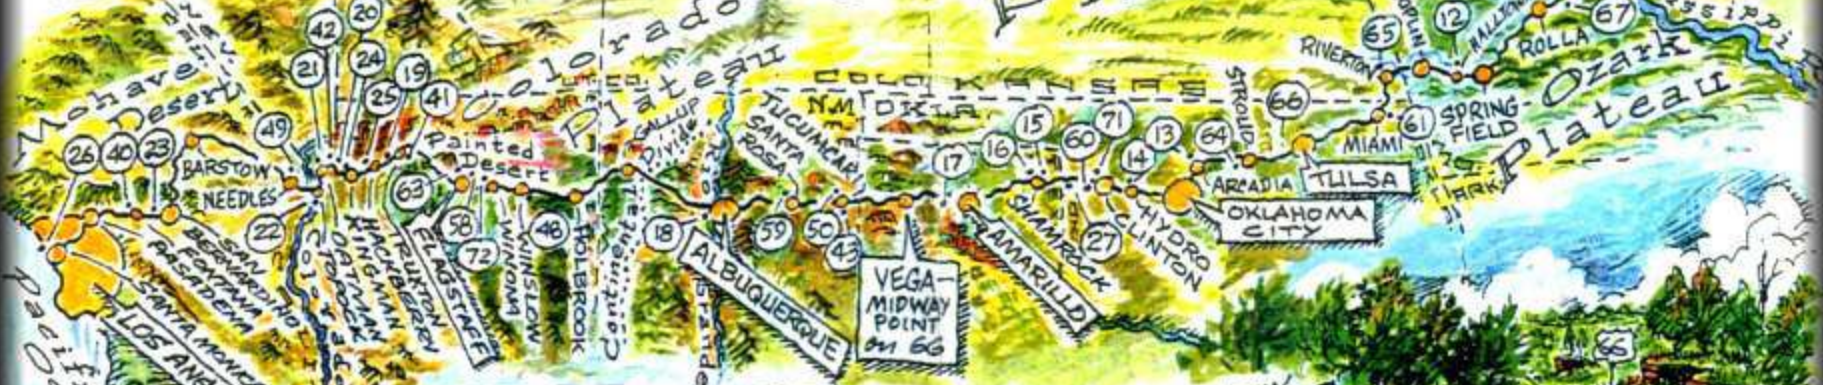 Mohave
Desert
Colorado
Plateau
42
20
21
24
25
19
41
49
26
40
23
BARSTOW
NEEDLES
22
Painted
Desert
GALLUP
Divide
Continental
63
58
72
48
18
TUCUMCARI
SANTA
ROSA
59
50
43
COLO
KANSAS
N.M.
OKLA.
17
16
15
60
71
14
13
64
STROUD
66
27
RIVERTON
65
12
ROLLA
67
61
SPRING-
FIELD
MIAMI
Ozark
Plateau
ARK
ARCADIA
TULSA
OKLAHOMA
CITY
HYDRO
CLINTON
SHAMROCK
AMARILLO
VEGA—
MIDWAY
POINT
on 66
ALBUQUERQUE
HOLBROOK
WINSLOW
WINONA
FLAGSTAFF
TRUXTON
HACKBERRY
KINGMAN
OATMAN
TOPOCK
SAN
BERNARDINO
FONTANA
PASADENA
SANTA MONICA
LOS AN
Pacif
66